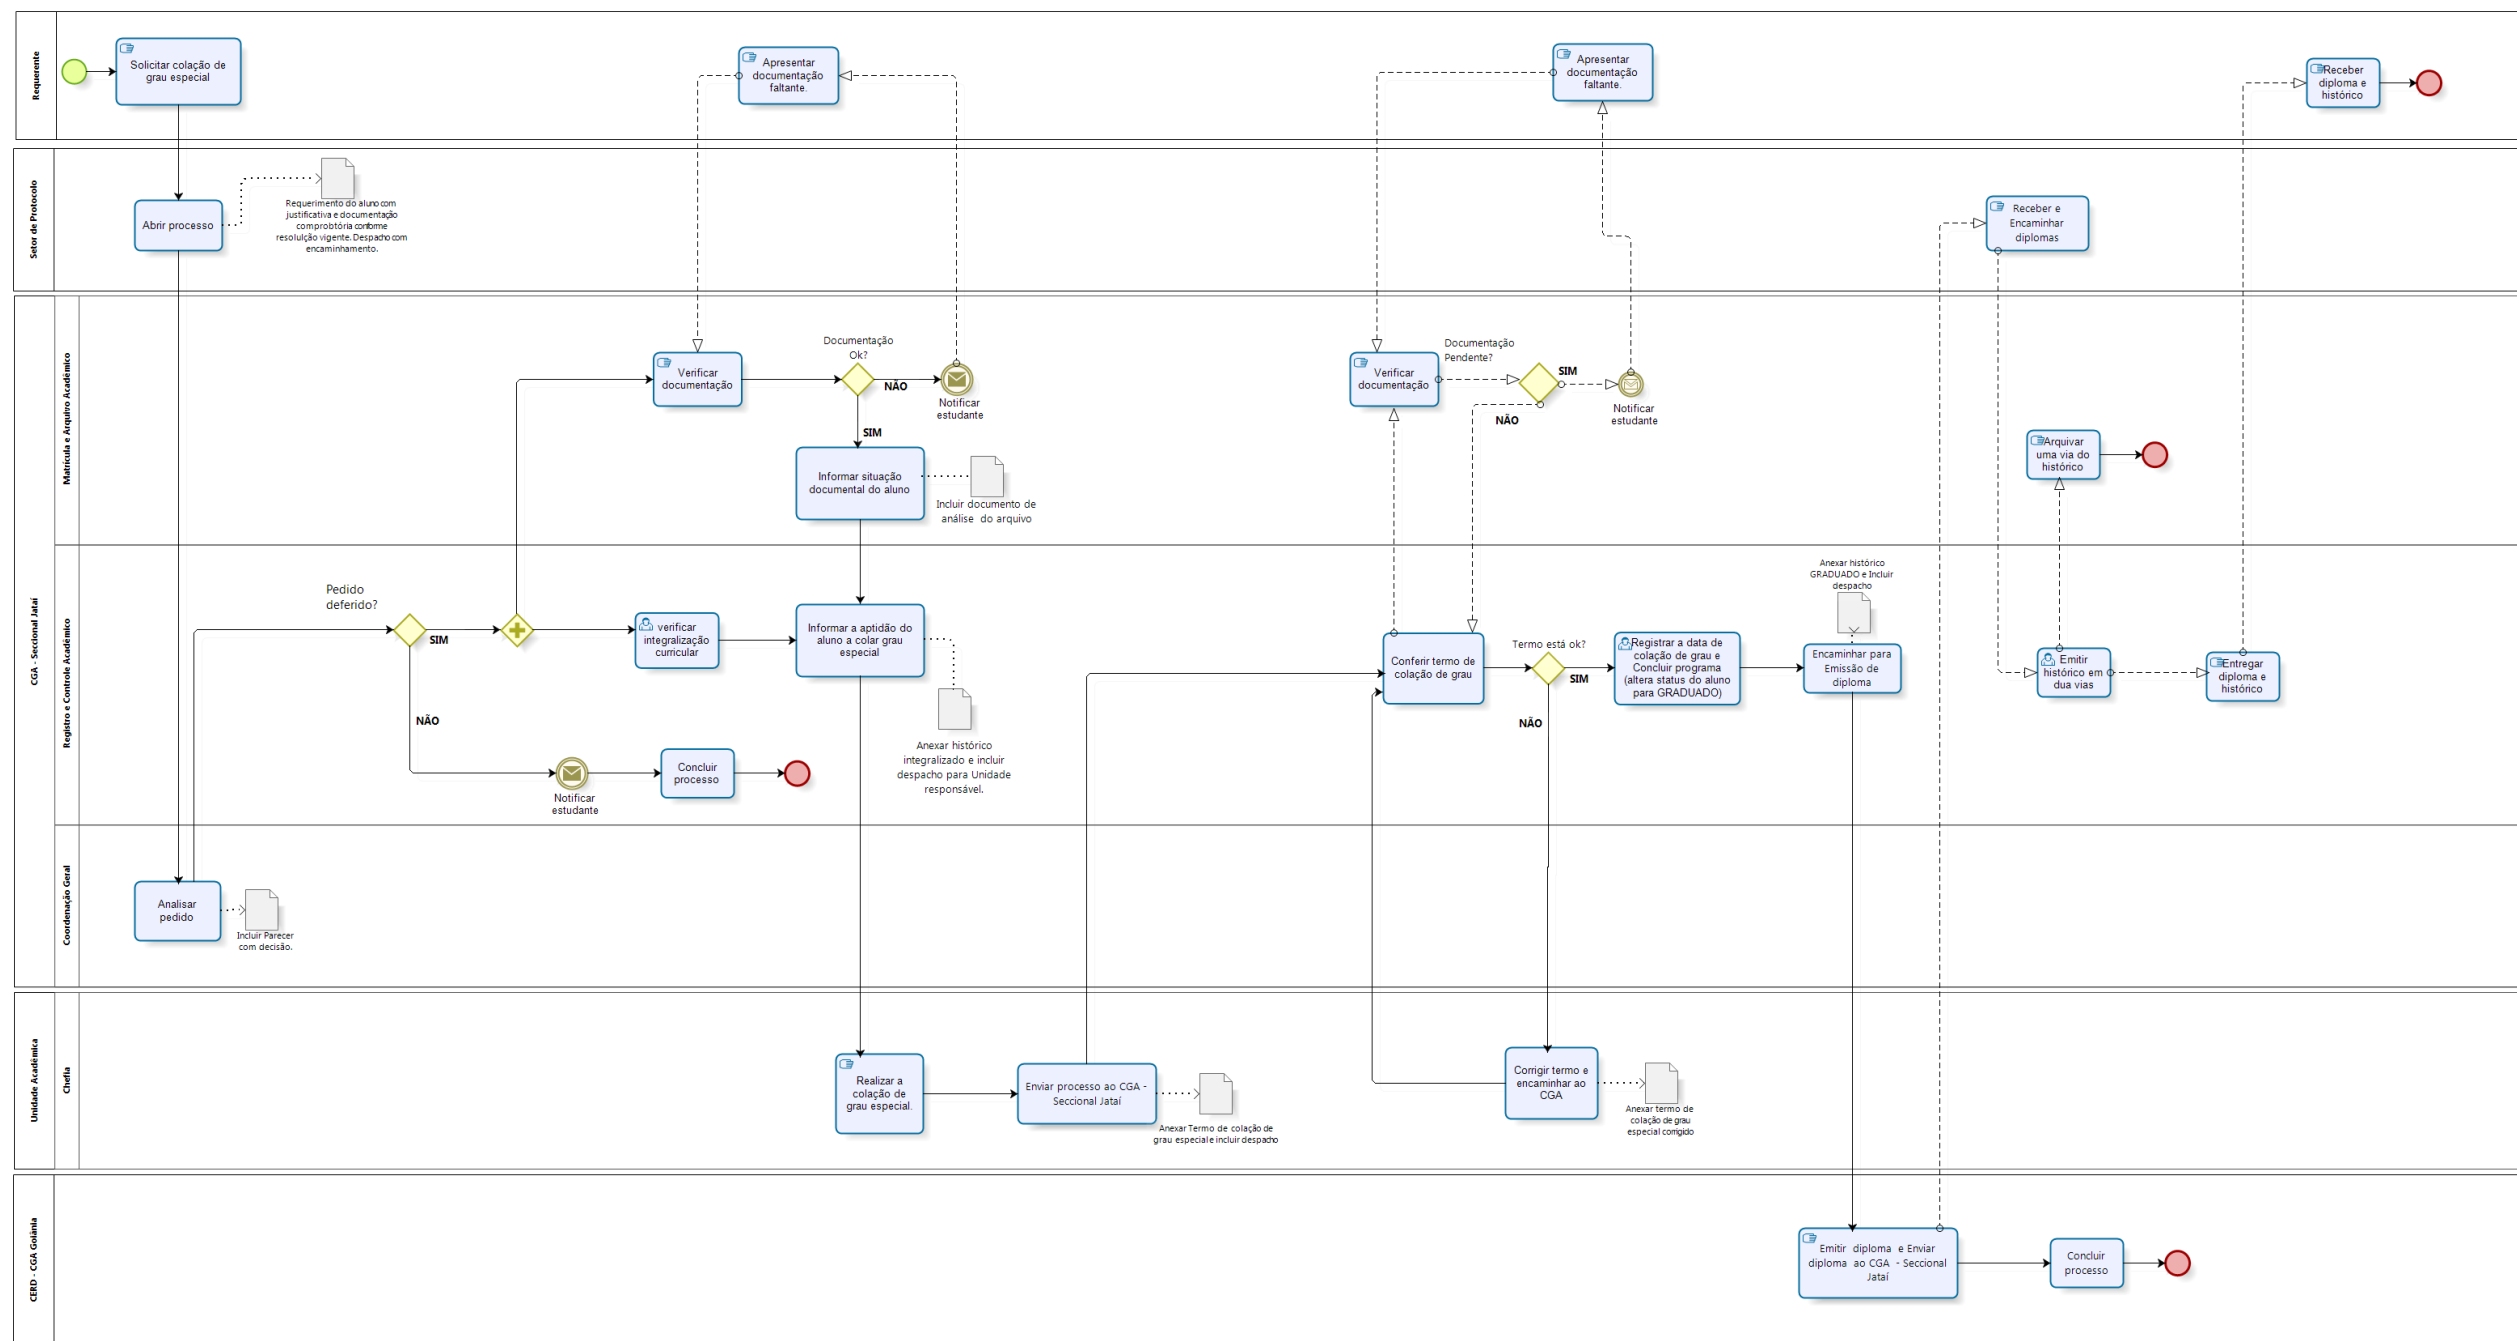 Requerente
Solicitar colação de
grau especial
Apresentar
documentação
faltante.
Apresentar
documentação
faltante.
Receber
diploma e
histórico
Setor de Protocolo
Abrir processo
Requerimento do aluno com
justificativa e documentação
comprobtória conforme
resolulção vigente. Despacho com
encaminhamento.
Receber e
Encaminhar
diplomas
CGA - Seccional Jataí
Matrícula e Arquivo Acadêmico
Verificar
documentação
Documentação
Ok?
NÃO
SIM
Notificar
estudante
Informar situação
documental do aluno
Incluir documento de
análise do arquivo
Verificar
documentação
Documentação
Pendente?
SIM
NÃO
Notificar
estudante
Arquivar
uma via do
histórico
Registro e Controle Acadêmico
Pedido
deferido?
SIM
NÃO
verificar
integralização
curricular
Informar a aptidão do
aluno a colar grau
especial
Anexar histórico
integralizado e incluir
despacho para Unidade
responsável.
Notificar
estudante
Concluir
processo
Conferir termo de
colação de grau
Termo está ok?
SIM
NÃO
Registrar a data de
colação de grau e
Concluir programa
(altera status do aluno
para GRADUADO)
Anexar histórico
GRADUADO e Incluir
despacho
Encaminhar para
Emissão de
diploma
Emitir
histórico em
dua vias
Entregar
diploma e
histórico
Coordenação Geral
Analisar
pedido
Incluir Parecer
com decisão.
Unidade Acadêmica
Chefia
Realizar a
colação de
grau especial.
Enviar processo ao CGA -
Seccional Jataí
Anexar Termo de colação de
grau especial e incluir despacho
Corrigir termo e
encaminhar ao
CGA
Anexar termo de
colação de grau
especial corrigido
CERD - CGA Goiânia
Emitir diploma e Enviar
diploma ao CGA - Seccional
Jataí
Concluir
processo